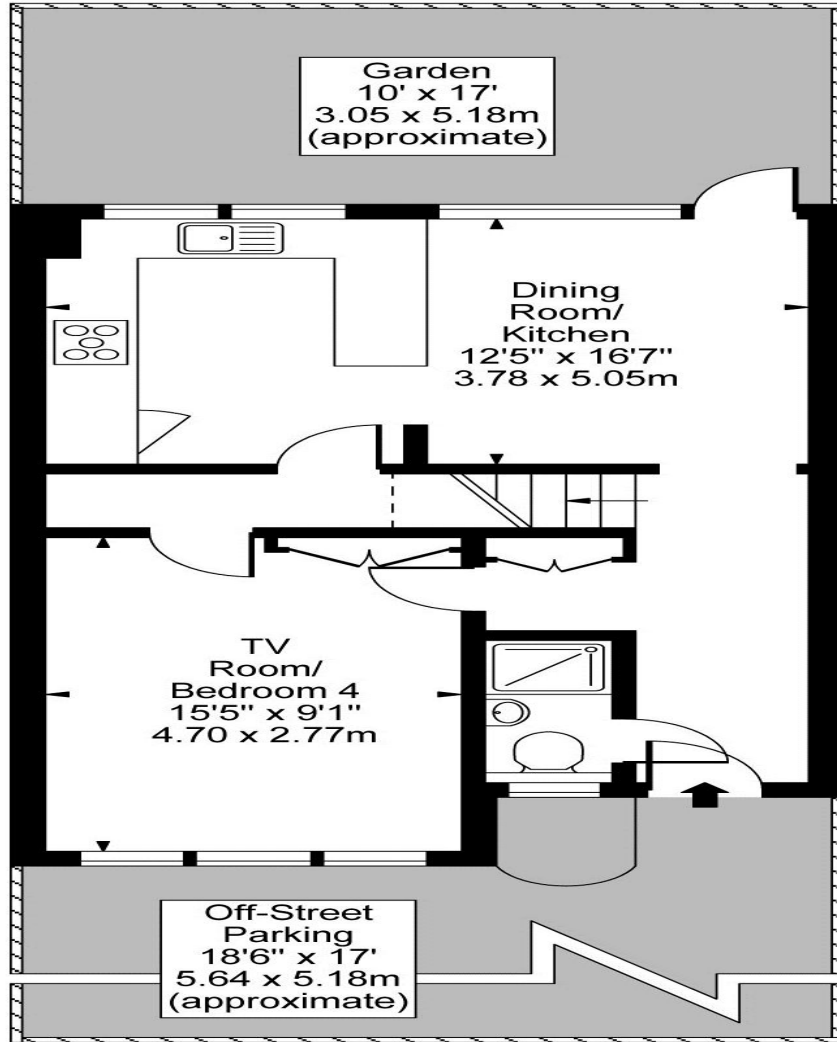 Garden
10' x 17'
3.05 x 5.18m
(approximate)
Dining
Room/
Kitchen
12'5" x 16'7"
3.78 x 5.05m
TV
Room/
Bedroom 4
15'5" x 9'1"
4.70 x 2.77m
Off-Street
Parking
18'6" x 17'
5.64 x 5.18m
(approximate)